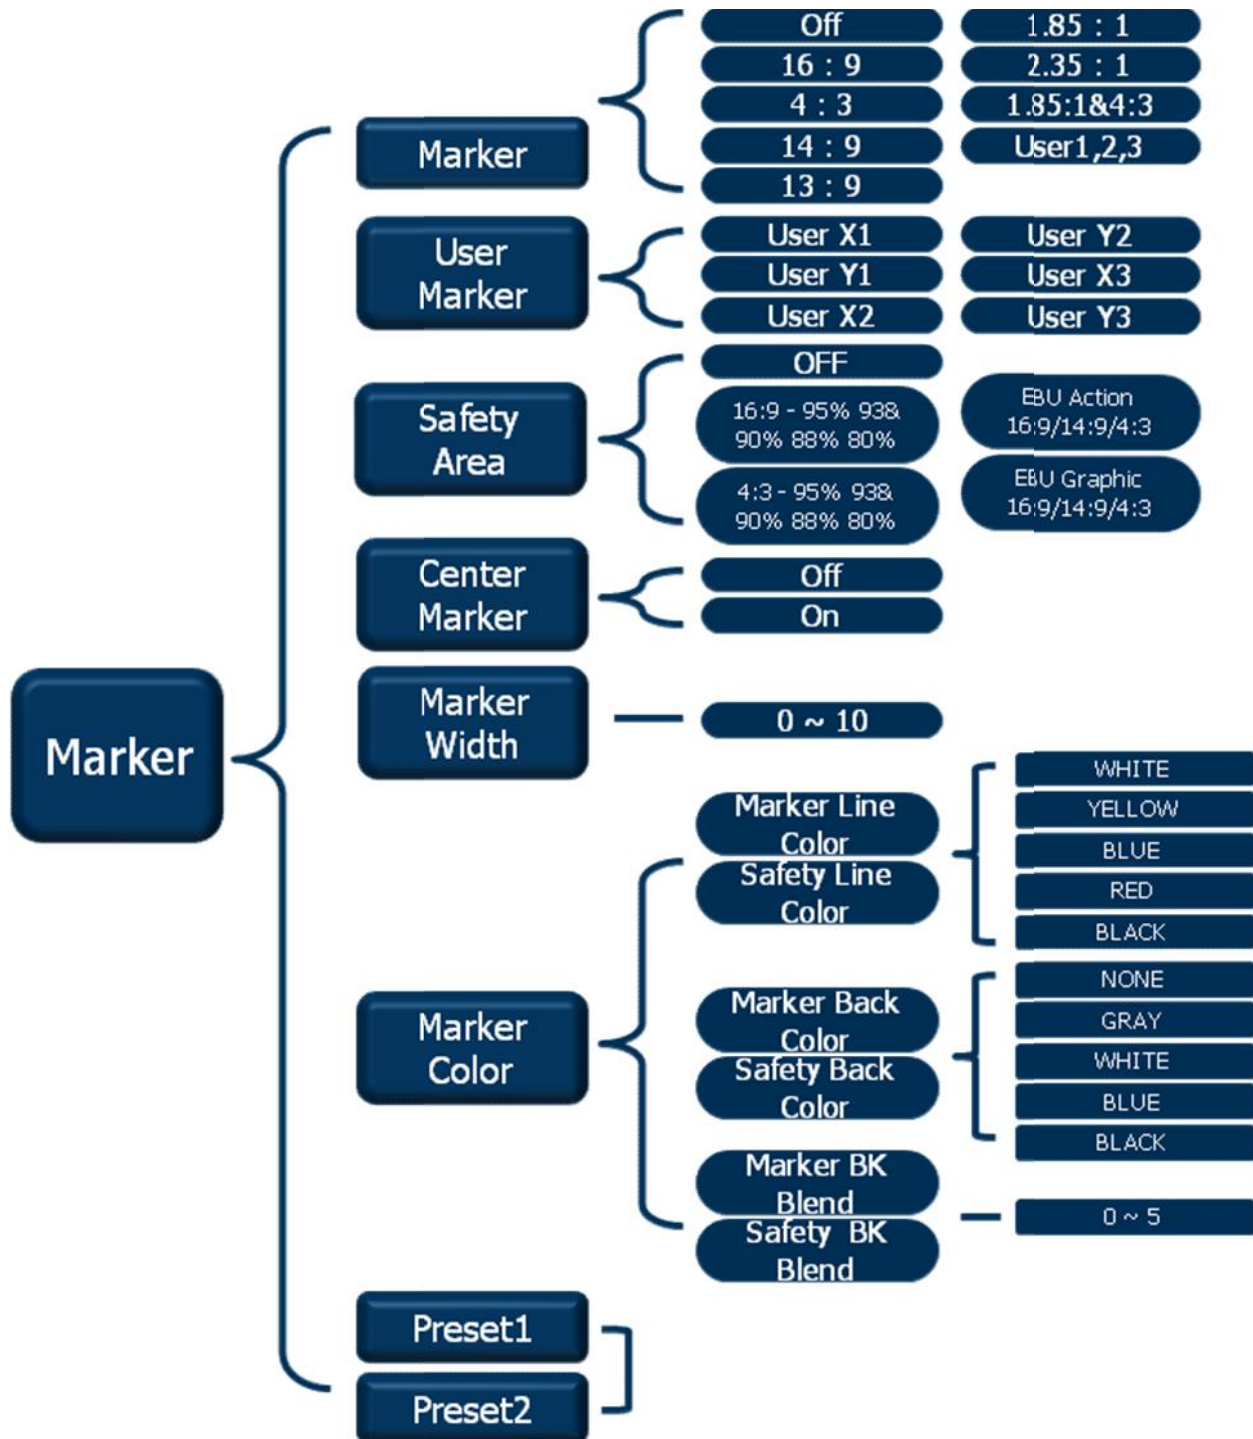 Marker
Marker
Off
16 : 9
4 : 3
14 : 9
13 : 9
1.85 : 1
2.35 : 1
1.85:1&4:3
User1,2,3
User
Marker
User X1
User Y1
User X2
User Y2
User X3
User Y3
Safety
Area
OFF
16:9 - 95% 93&
90% 88% 80%
4:3 - 95% 93&
90% 88% 80%
EBU Action
16:9/14:9/4:3
EBU Graphic
16:9/14:9/4:3
Center
Marker
Off
On
Marker
Width
0 ~ 10
Marker
Color
Marker Line
Color
Safety Line
Color
WHITE
YELLOW
BLUE
RED
BLACK
Marker Back
Color
Safety Back
Color
NONE
GRAY
WHITE
BLUE
BLACK
Marker BK
Blend
Safety BK
Blend
0 ~ 5
Preset1
Preset2